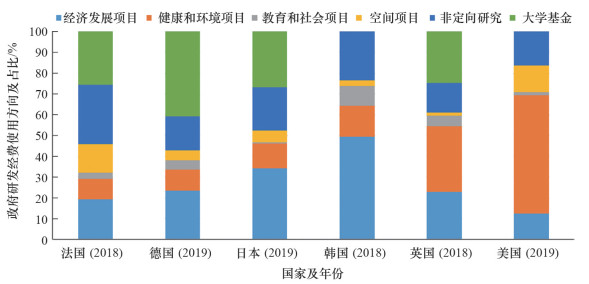 经济发展项目 健康和环境项目 教育和社会项目 空间项目 非定向研究 大学基金
政府研发经费使用方向及占比/%
100
90
80
70
60
50
40
30
20
10
0
法国 (2018) 德国 (2019) 日本 (2019) 韩国 (2018) 英国 (2018) 美国 (2019)
国家及年份